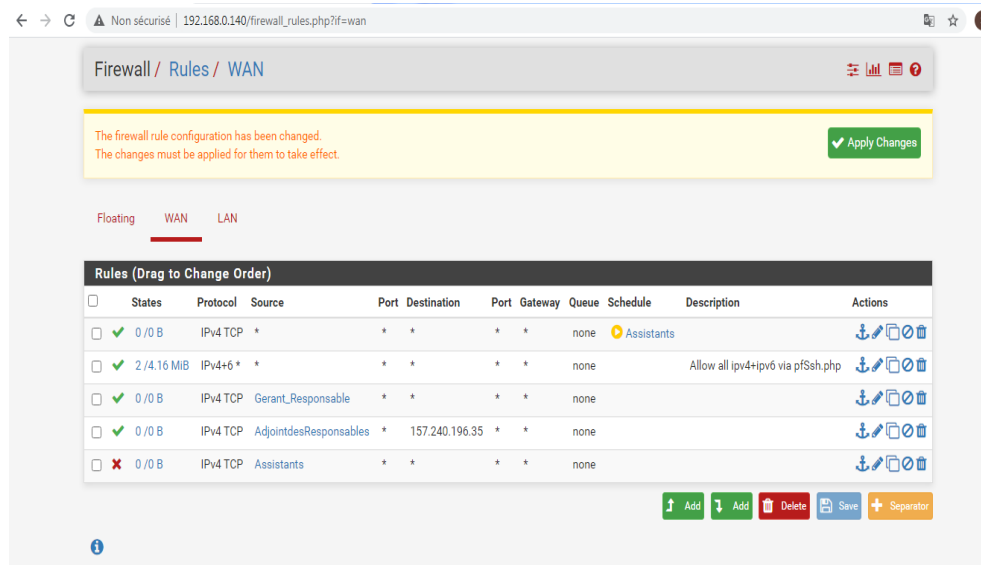 Non sécurisé | 192.168.0.140/firewall_rules.php?if=wan
Firewall / Rules / WAN
The firewall rule configuration has been changed.
The changes must be applied for them to take effect.
Apply Changes
Floating WAN LAN
Rules (Drag to Change Order)
States Protocol Source Port Destination Port Gateway Queue Schedule Description Actions
0 /0 B IPv4 TCP * * * * * none Assistants
2 /4.16 MiB IPv4+6 * * * * * * none Allow all ipv4+ipv6 via pfSsh.php
0 /0 B IPv4 TCP Gerant_Responsable * * * * none
0 /0 B IPv4 TCP AdjointdesResponsables * 157.240.196.35 * * none
0 /0 B IPv4 TCP Assistants * * * * none
Add Add Delete Save Separator